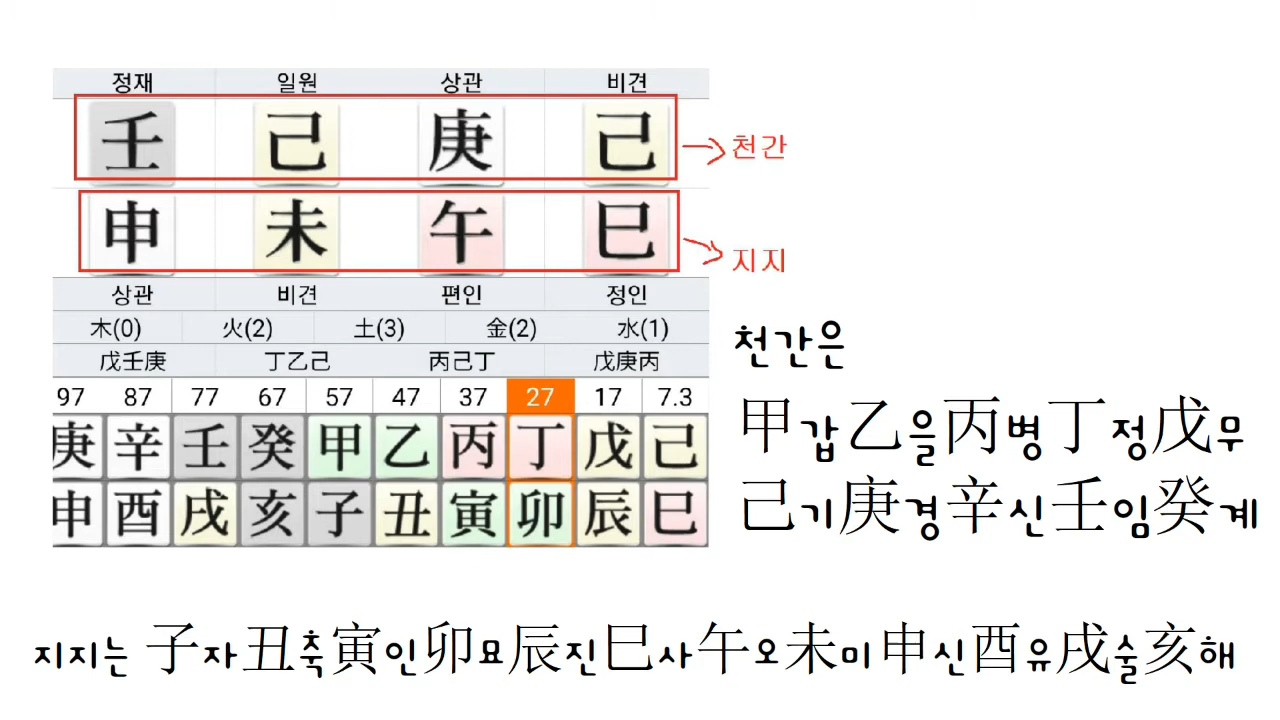 정재 일원 상관 비견
壬 己 庚 己
천간
申 未 午 巳
지지
상관 비견 편인 정인
木(0) 火(2) 土(3) 金(2) 水(1)
戊壬庚 丁乙己 丙己丁 戊庚丙
97 87 77 67 57 47 37 27 17 7.3
庚 辛 壬 癸 甲 乙 丙 丁 戊 己
申 酉 戌 亥 子 丑 寅 卯 辰 巳
천간은
甲갑乙을丙병丁정戊무
己기庚경辛신壬임癸계
지지는 子자丑축寅인卯묘辰진巳사午오未미申신酉유戌술亥해